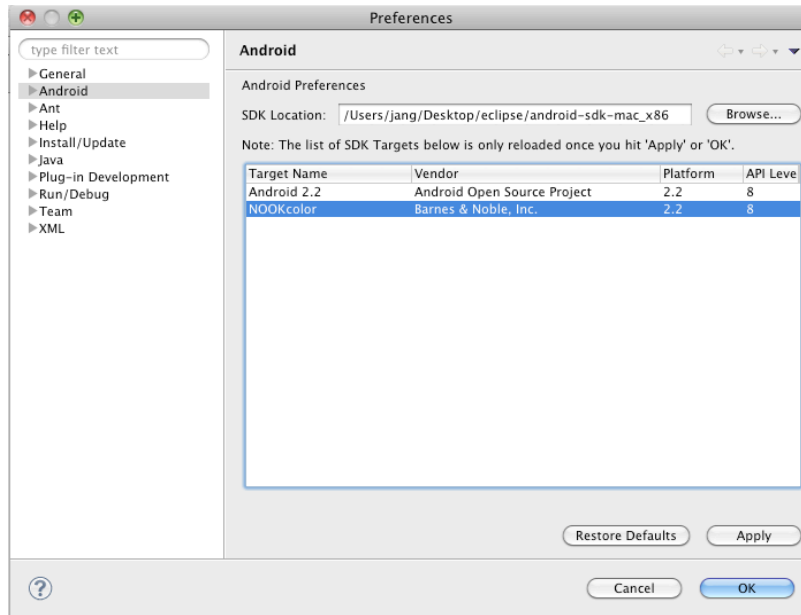 Preferences
type filter text
General
Android
Ant
Help
Install/Update
Java
Plug-in Development
Run/Debug
Team
XML
Android
Android Preferences
SDK Location: /Users/jang/Desktop/eclipse/android-sdk-mac_x86 Browse...
Note: The list of SDK Targets below is only reloaded once you hit 'Apply' or 'OK'.
Target Name Vendor Platform API Leve
Android 2.2 Android Open Source Project 2.2 8
NOOKcolor Barnes & Noble, Inc. 2.2 8
Restore Defaults Apply
? Cancel OK